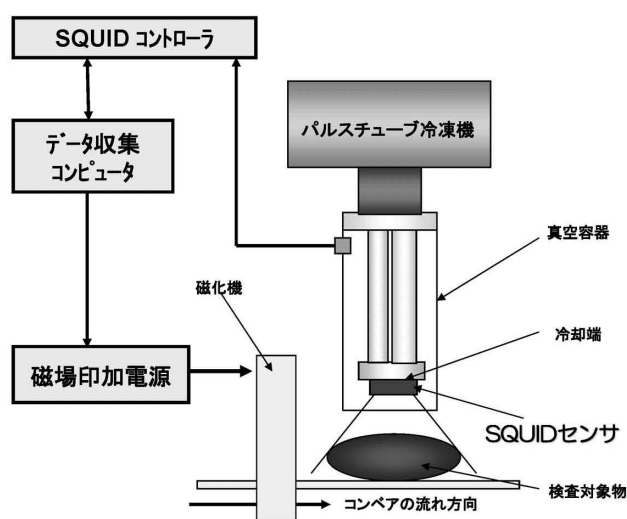 SQUID コントローラ
データ収集
コンピュータ
パルスチューブ冷凍機
真空容器
磁化機
冷却端
磁場印加電源
SQUIDセンサ
検査対象物
コンベアの流れ方向